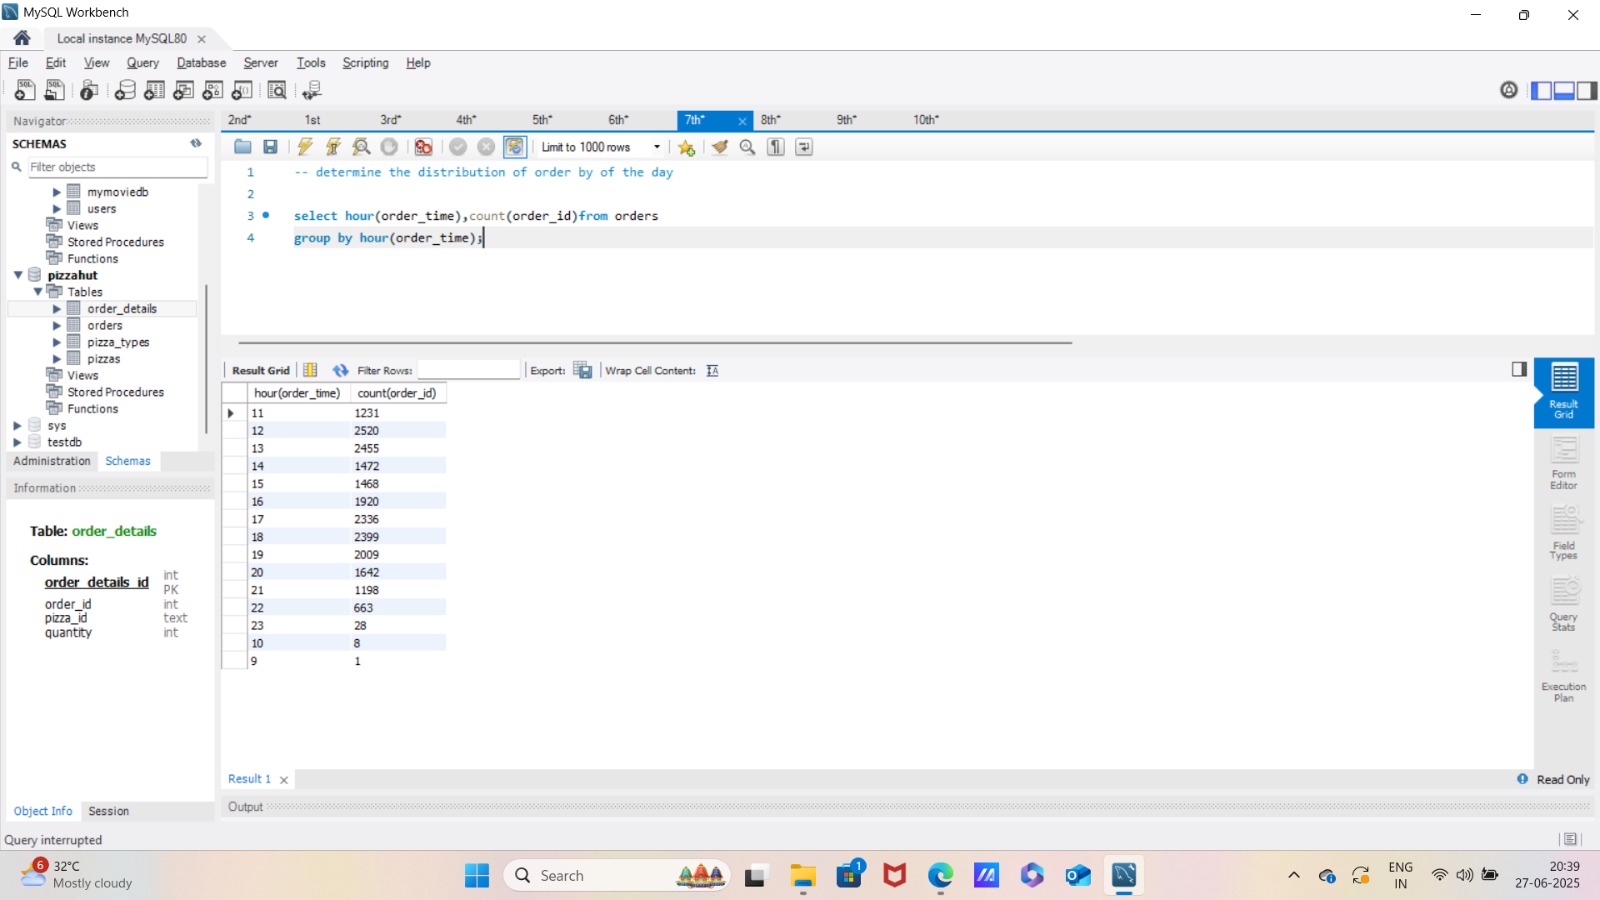 MySQL Workbench
Local instance MySQL80
File Edit View Query Database Server Tools Scripting Help
Navigator
SCHEMAS
Filter objects
mymoviedb
users
Views
Stored Procedures
Functions
pizzahut
Tables
order_details
orders
pizza_types
pizzas
Views
Stored Procedures
Functions
sys
testdb
Administration Schemas
Information
Table: order_details
Columns:
order_details_id int PK
order_id int
pizza_id text
quantity int
Object Info Session
Query interrupted
2nd* 1st 3rd* 4th* 5th* 6th* 7th* 8th* 9th* 10th*
Limit to 1000 rows
1 -- determine the distribution of order by of the day
2
3 select hour(order_time),count(order_id)from orders
4 group by hour(order_time);
Result Grid Filter Rows: Export: Wrap Cell Content:
hour(order_time) count(order_id)
11 1231
12 2520
13 2455
14 1472
15 1468
16 1920
17 2336
18 2399
19 2009
20 1642
21 1198
22 663
23 28
10 8
9 1
Result Grid
Form Editor
Field Types
Query Stats
Execution Plan
Result 1
Read Only
Output
6
32°C
Mostly cloudy
Search
1
ENG
IN
20:39
27-06-2025